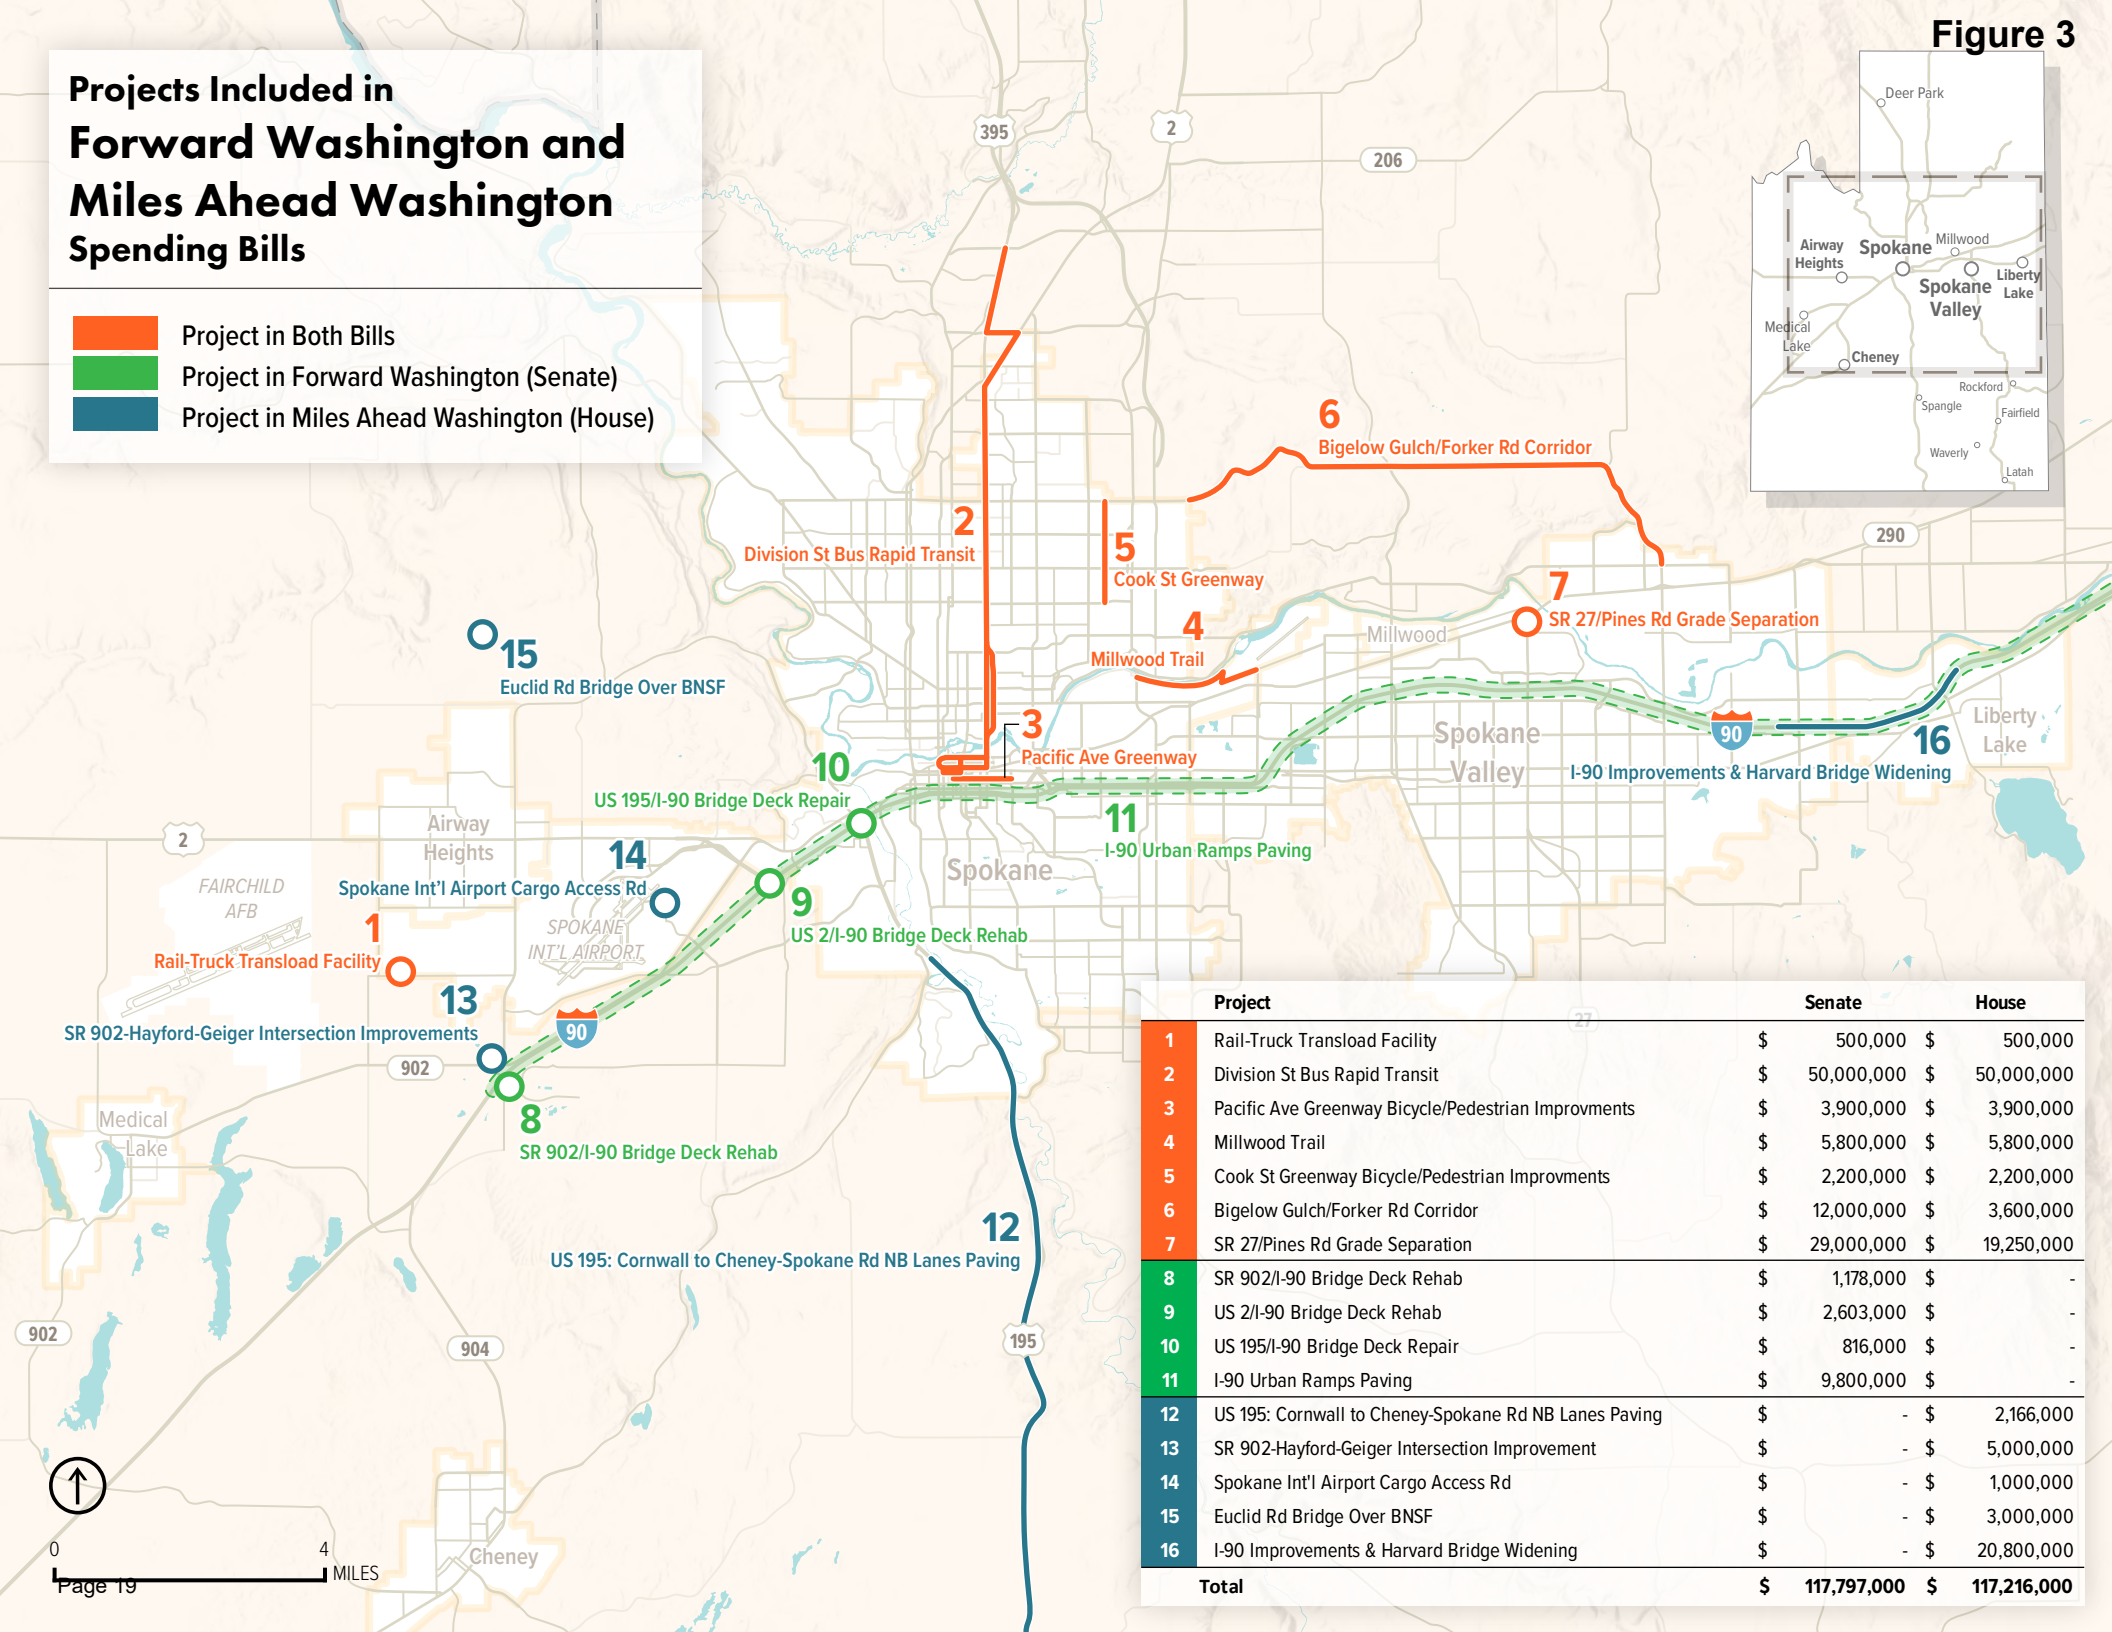 Figure 3
Projects Included in
Forward Washington and
Miles Ahead Washington
Spending Bills
Project in Both Bills
Project in Forward Washington (Senate)
Project in Miles Ahead Washington (House)
395
2
206
Deer Park
Airway
Heights
Spokane
Millwood
Spokane
Valley
Liberty
Lake
Medical
Lake
Cheney
Rockford
Spangle
Fairfield
Waverly
Latah
6
Bigelow Gulch/Forker Rd Corridor
2
Division St Bus Rapid Transit
5
Cook St Greenway
290
7
SR 27/Pines Rd Grade Separation
4
Millwood Trail
Millwood
15
Euclid Rd Bridge Over BNSF
3
Pacific Ave Greenway
Spokane
Valley
90
16
I-90 Improvements & Harvard Bridge Widening
Liberty
Lake
10
US 195/I-90 Bridge Deck Repair
11
I-90 Urban Ramps Paving
2
Airway
Heights
14
Spokane Int'l Airport Cargo Access Rd
Spokane
FAIRCHILD
AFB
9
US 2/I-90 Bridge Deck Rehab
SPOKANE
INT'L AIRPORT
1
Rail-Truck Transload Facility
13
SR 902-Hayford-Geiger Intersection Improvements
90
902
8
SR 902/I-90 Bridge Deck Rehab
Medical
Lake
12
US 195: Cornwall to Cheney-Spokane Rd NB Lanes Paving
902
904
195
27
Cheney
0 4
MILES
Page 19
Project Senate House
1 Rail-Truck Transload Facility $ 500,000 $ 500,000
2 Division St Bus Rapid Transit $ 50,000,000 $ 50,000,000
3 Pacific Ave Greenway Bicycle/Pedestrian Improvments $ 3,900,000 $ 3,900,000
4 Millwood Trail $ 5,800,000 $ 5,800,000
5 Cook St Greenway Bicycle/Pedestrian Improvments $ 2,200,000 $ 2,200,000
6 Bigelow Gulch/Forker Rd Corridor $ 12,000,000 $ 3,600,000
7 SR 27/Pines Rd Grade Separation $ 29,000,000 $ 19,250,000
8 SR 902/I-90 Bridge Deck Rehab $ 1,178,000 $ -
9 US 2/I-90 Bridge Deck Rehab $ 2,603,000 $ -
10 US 195/I-90 Bridge Deck Repair $ 816,000 $ -
11 I-90 Urban Ramps Paving $ 9,800,000 $ -
12 US 195: Cornwall to Cheney-Spokane Rd NB Lanes Paving $ - $ 2,166,000
13 SR 902-Hayford-Geiger Intersection Improvement $ - $ 5,000,000
14 Spokane Int'l Airport Cargo Access Rd $ - $ 1,000,000
15 Euclid Rd Bridge Over BNSF $ - $ 3,000,000
16 I-90 Improvements & Harvard Bridge Widening $ - $ 20,800,000
Total $ 117,797,000 $ 117,216,000